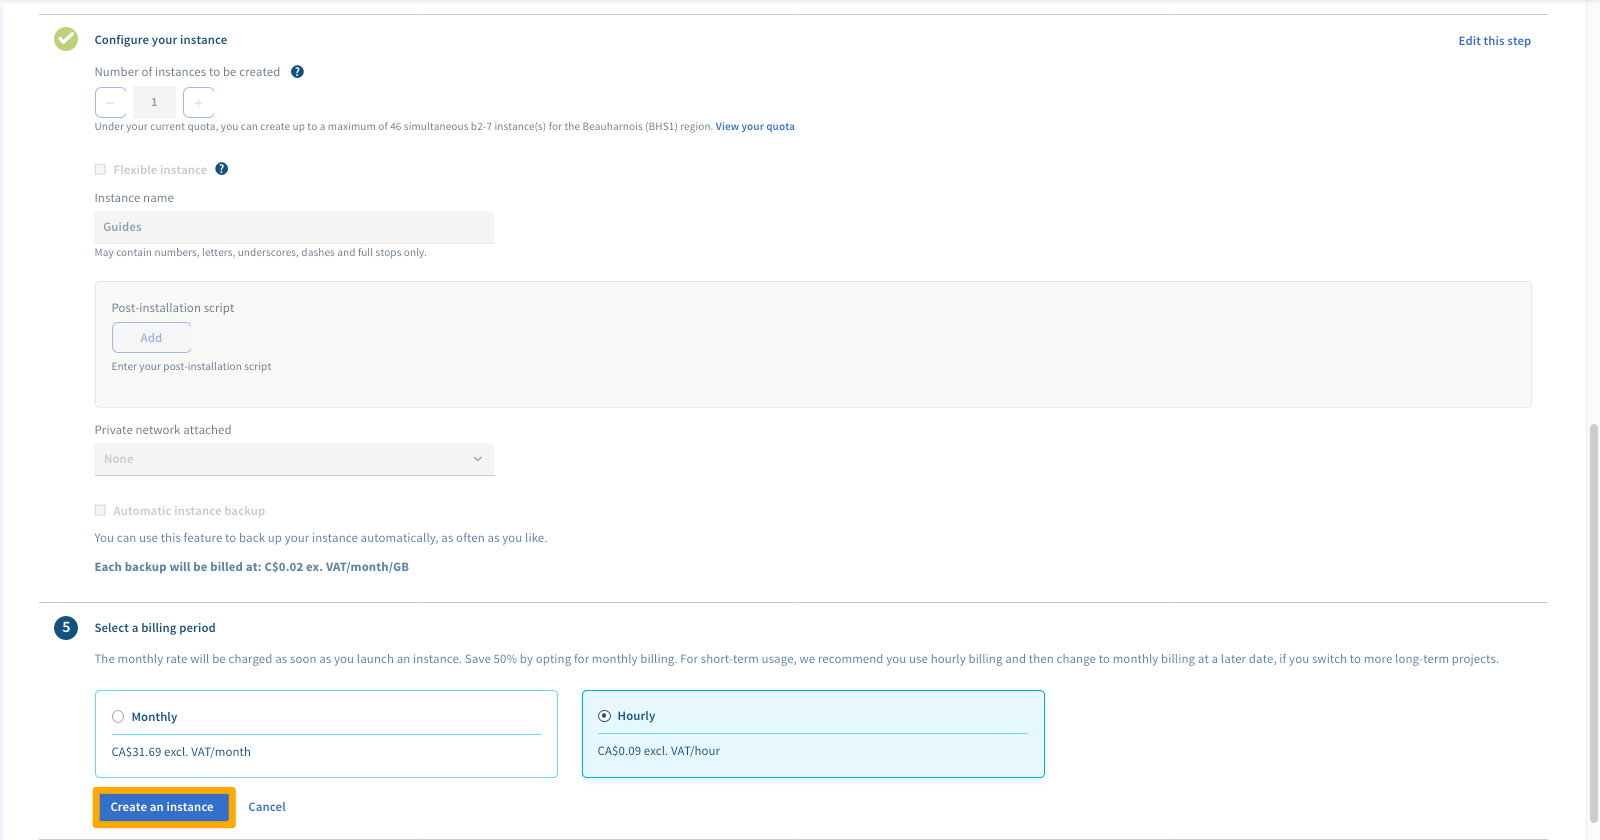 Configure your instance
Edit this step
Number of instances to be created ?
− 1 +
Under your current quota, you can create up to a maximum of 46 simultaneous b2-7 instance(s) for the Beauharnois (BHS1) region. View your quota
Flexible instance ?
Instance name
Guides
May contain numbers, letters, underscores, dashes and full stops only.
Post-installation script
Add
Enter your post-installation script
Private network attached
None
Automatic instance backup
You can use this feature to back up your instance automatically, as often as you like.
Each backup will be billed at: C$0.02 ex. VAT/month/GB
5 Select a billing period
The monthly rate will be charged as soon as you launch an instance. Save 50% by opting for monthly billing. For short-term usage, we recommend you use hourly billing and then change to monthly billing at a later date, if you switch to more long-term projects.
Monthly
CA$31.69 excl. VAT/month
Hourly
CA$0.09 excl. VAT/hour
Create an instance Cancel